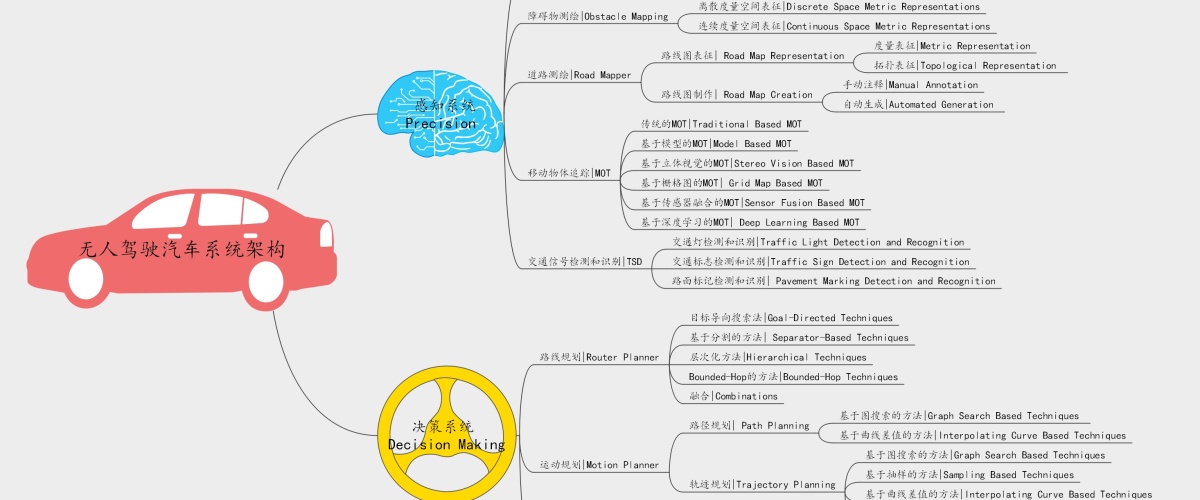 离散度量空间表征|Discrete Space Metric Representations
障碍物测绘|Obstacle Mapping
连续度量空间表征|Continuous Space Metric Representations
度量表征|Metric Representation
路线图表征| Road Map Representation
拓扑表征|Topological Representation
道路测绘|Road Mapper
手动注释|Manual Annotation
路线图制作| Road Map Creation
自动生成|Automated Generation
感知系统
Precision
传统的MOT|Traditional Based MOT
基于模型的MOT|Model Based MOT
基于立体视觉的MOT|Stereo Vision Based MOT
移动物体追踪|MOT
基于栅格图的MOT| Grid Map Based MOT
基于传感器融合的MOT|Sensor Fusion Based MOT
基于深度学习的MOT| Deep Learning Based MOT
交通灯检测和识别|Traffic Light Detection and Recognition
交通信号检测和识别|TSD
交通标志检测和识别|Traffic Sign Detection and Recognition
路面标记检测和识别| Pavement Marking Detection and Recognition
无人驾驶汽车系统架构
目标导向搜索法|Goal-Directed Techniques
基于分割的方法| Separator-Based Techniques
路线规划|Router Planner
层次化方法|Hierarchical Techniques
Bounded-Hop的方法|Bounded-Hop Techniques
融合|Combinations
决策系统
Decision Making
基于图搜索的方法|Graph Search Based Techniques
路径规划| Path Planning
基于曲线差值的方法|Interpolating Curve Based Techniques
运动规划|Motion Planner
基于图搜索的方法|Graph Search Based Techniques
基于抽样的方法|Sampling Based Techniques
轨迹规划|Trajectory Planning
基于曲线差值的方法|Interpolating Curve Based Techniques